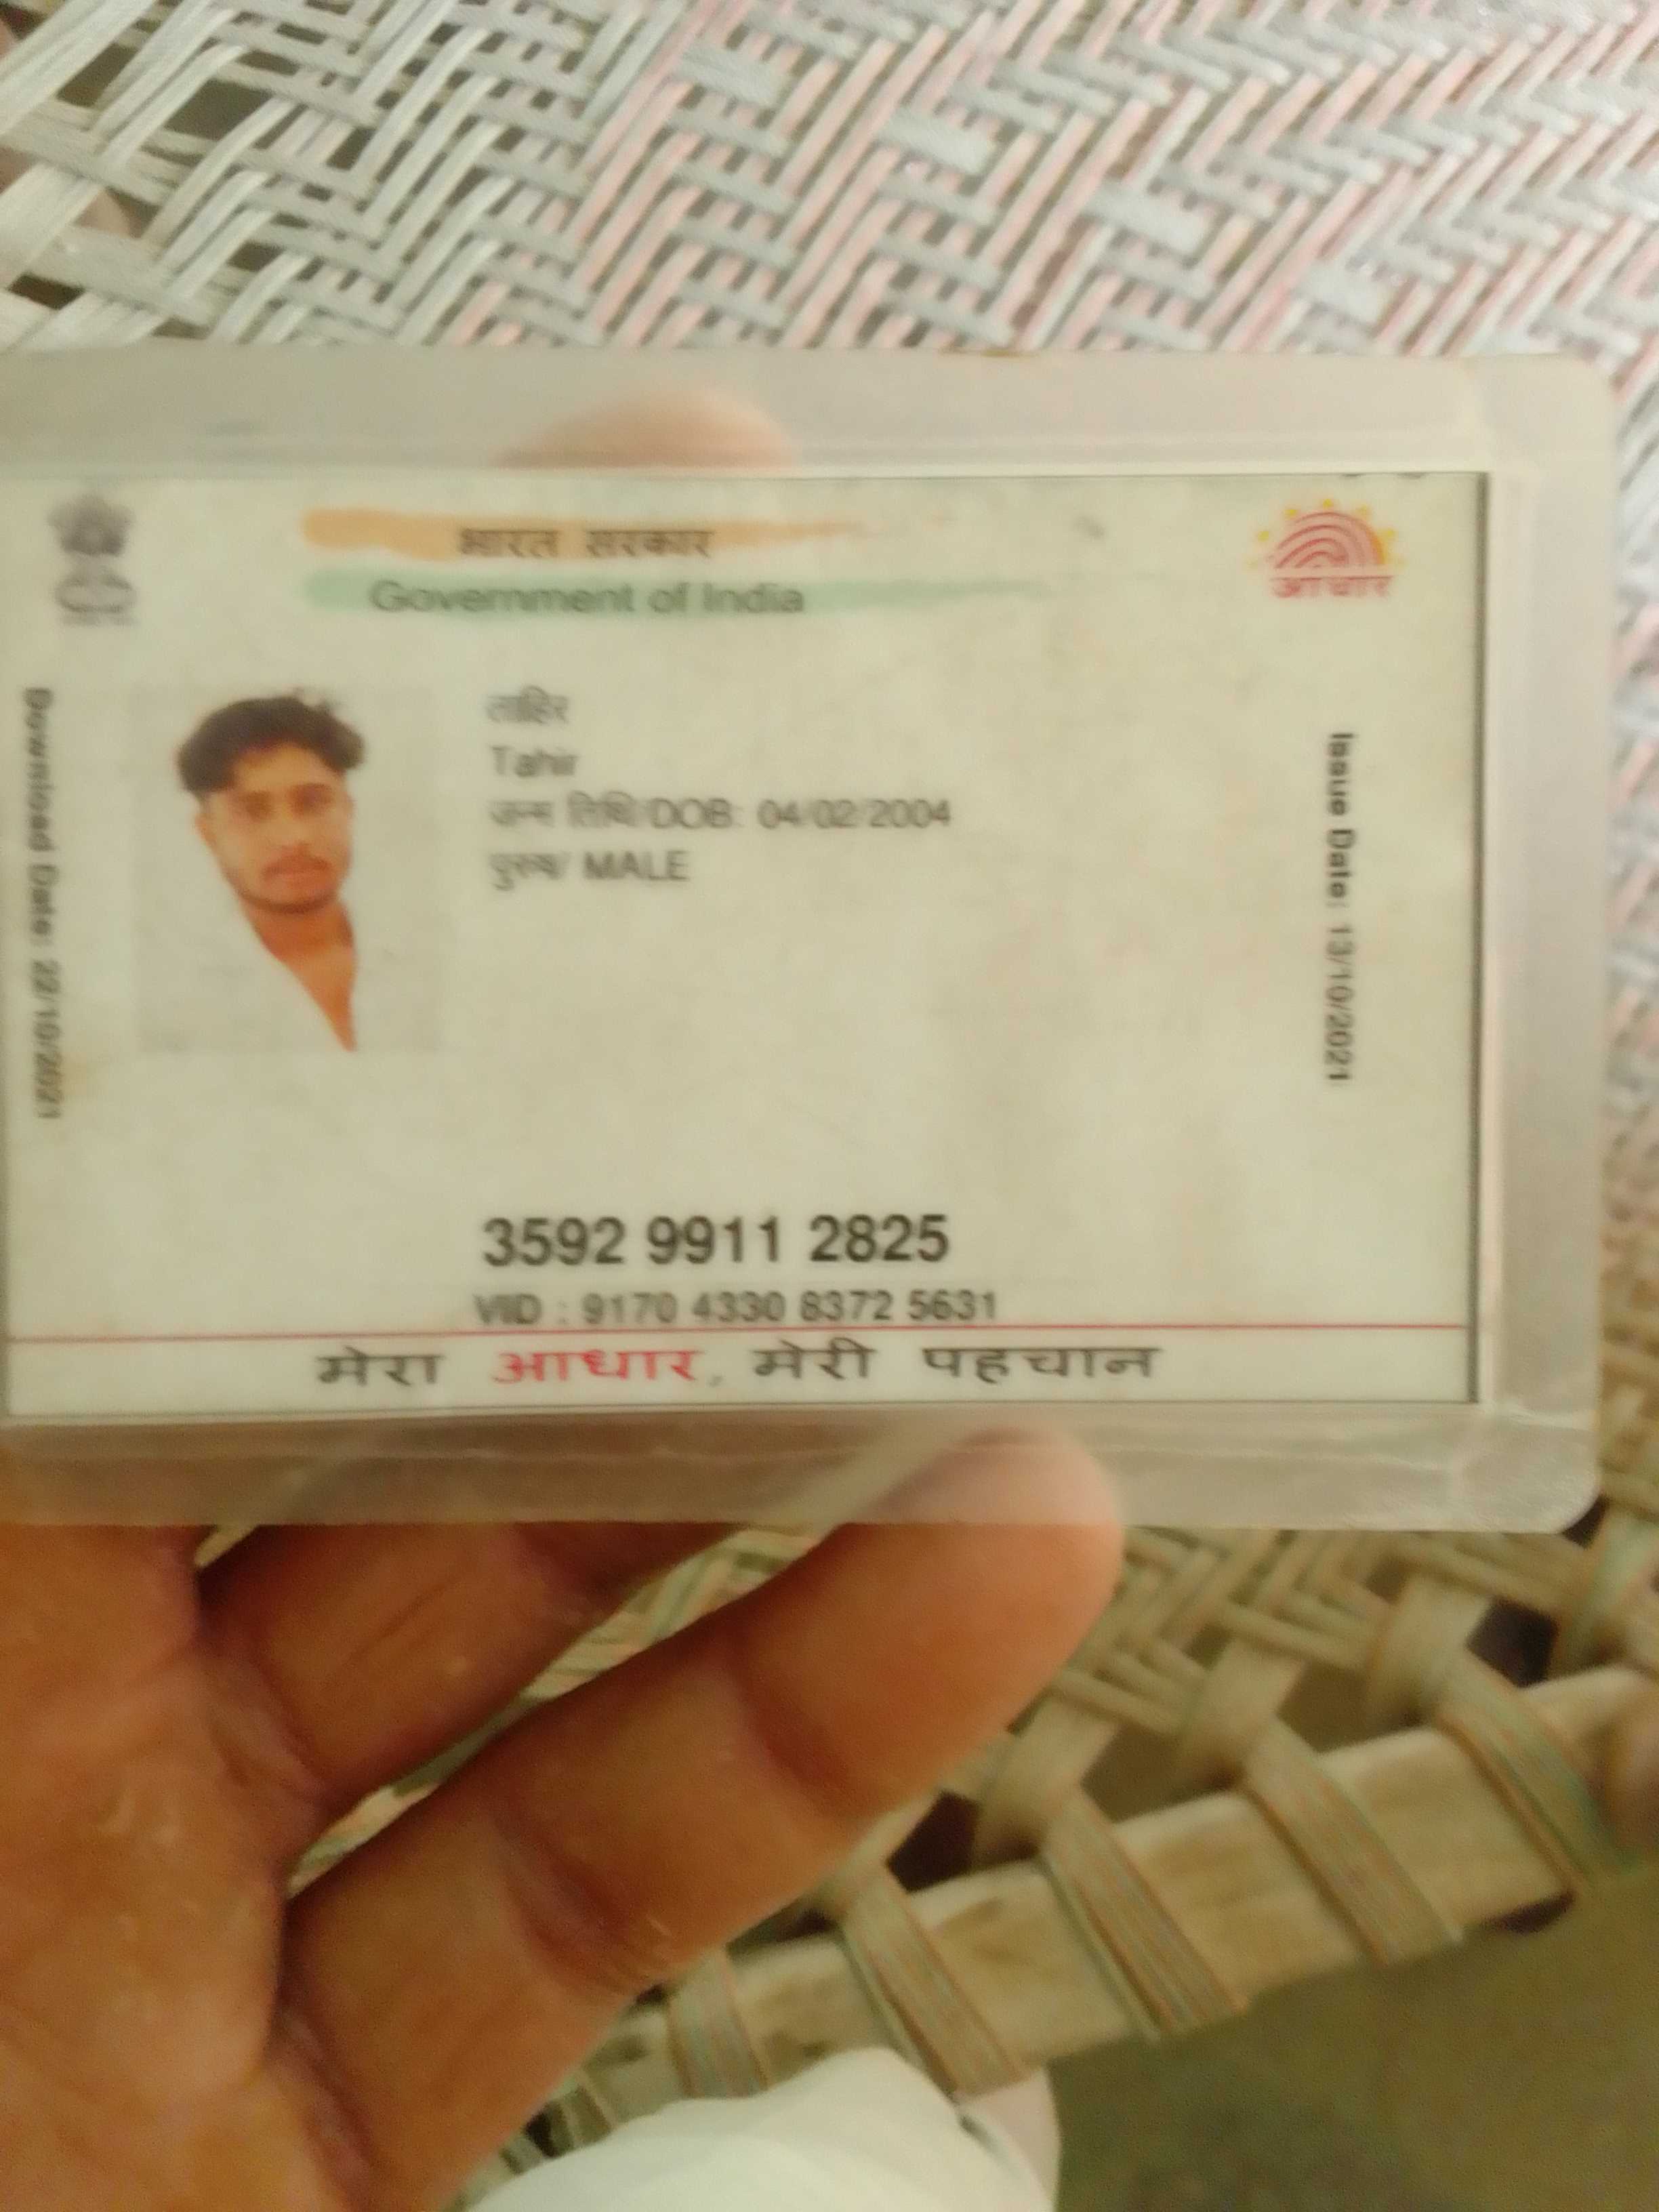 भारत सरकार
Government of India
आधार
Download Date: 22/10/2021
ताहिर
Tahir
जन्म तिथि/DOB: 04/02/2004
पुरुष/ MALE
Issue Date: 13/10/2021
3592 9911 2825
VID : 9170 4330 8372 5631
मेरा आधार, मेरी पहचान